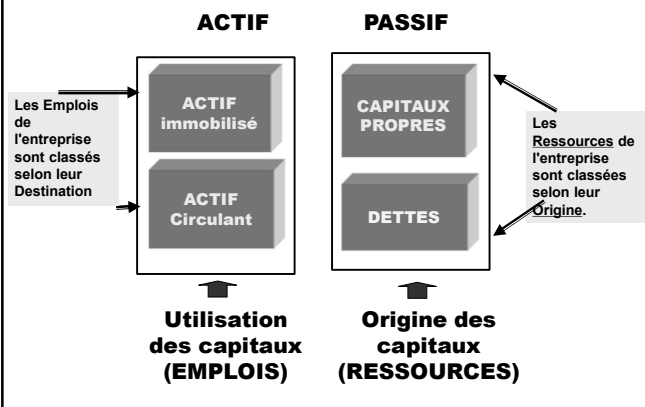 ACTIF
PASSIF
Les Emplois
de
l'entreprise
sont classés
selon leur
Destination
ACTIF
immobilisé
ACTIF
Circulant
CAPITAUX
PROPRES
DETTES
Les
Ressources de
l'entreprise
sont classées
selon leur
Origine.
Utilisation
des capitaux
(EMPLOIS)
Origine des
capitaux
(RESSOURCES)